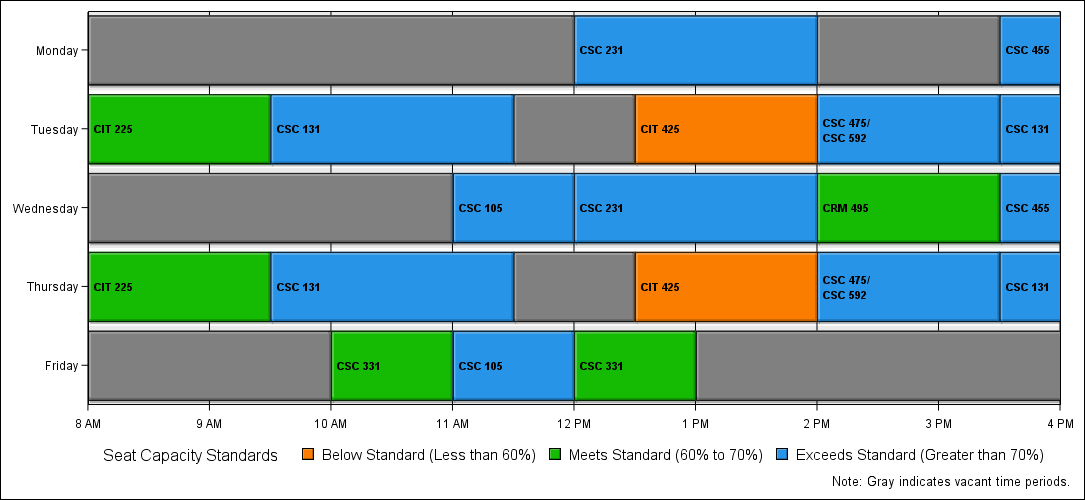 Monday
CSC 231
CSC 455
Tuesday
CIT 225
CSC 131
CIT 425
CSC 475/
CSC 592
CSC 131
Wednesday
CSC 105
CSC 231
CRM 495
CSC 455
Thursday
CIT 225
CSC 131
CIT 425
CSC 475/
CSC 592
CSC 131
Friday
CSC 331
CSC 105
CSC 331
8 AM
9 AM
10 AM
11 AM
12 PM
1 PM
2 PM
3 PM
4 PM
Seat Capacity Standards
Below Standard (Less than 60%)
Meets Standard (60% to 70%)
Exceeds Standard (Greater than 70%)
Note: Gray indicates vacant time periods.